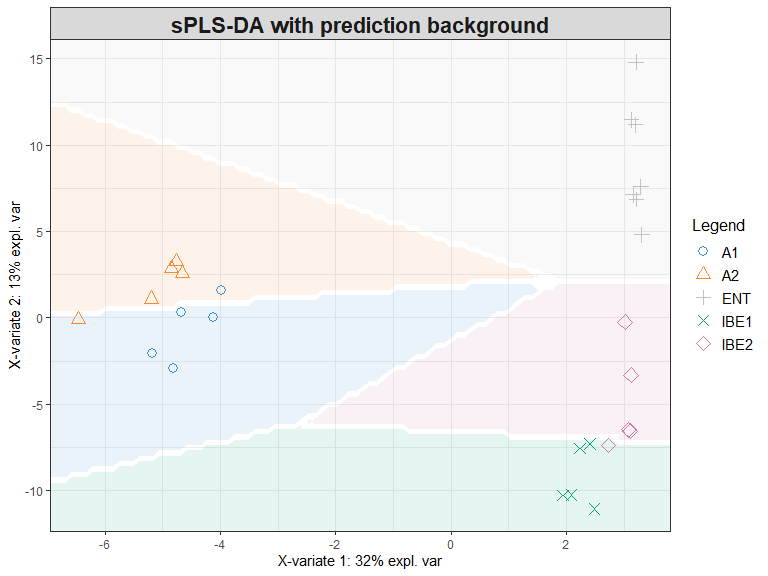 sPLS-DA with prediction background
15
10
5
0
-5
-10
X-variate 2: 13% expl. var
-6
-4
-2
0
2
X-variate 1: 32% expl. var
Legend
A1
A2
ENT
IBE1
IBE2